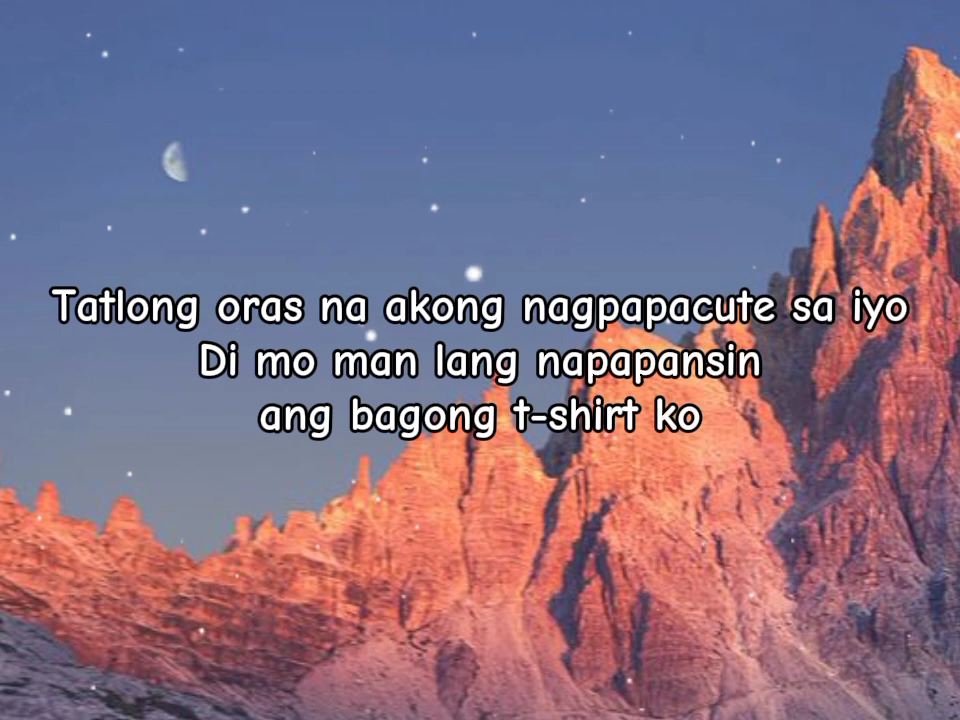 Tatlong oras na akong nagpapacute sa iyo
Di mo man lang napapansin
ang bagong t-shirt ko